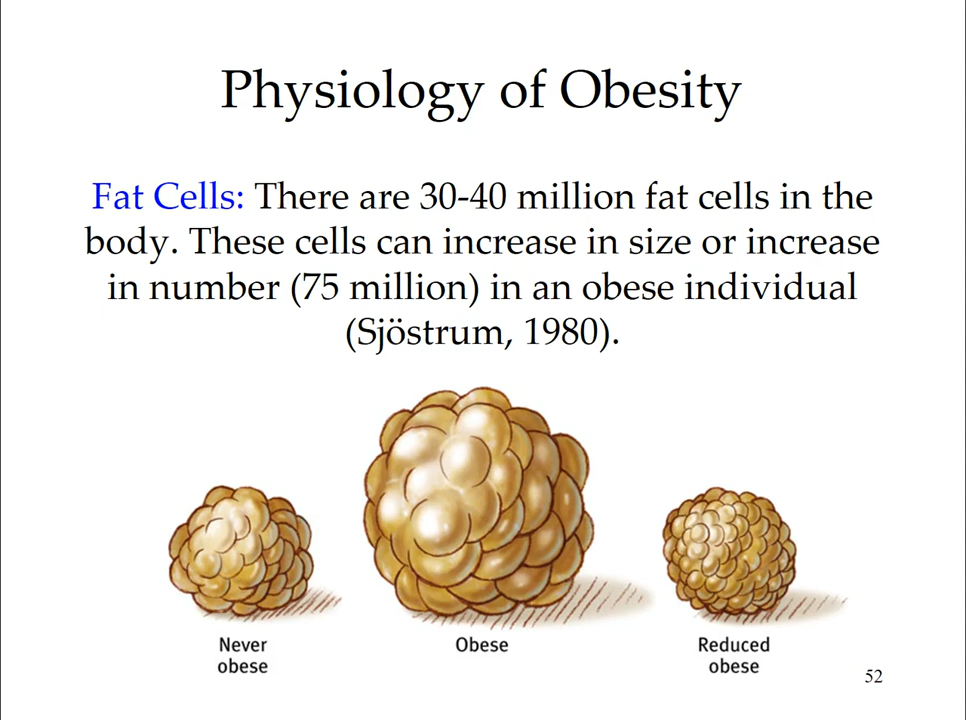 Physiology of Obesity
Fat Cells: There are 30-40 million fat cells in the
body. These cells can increase in size or increase
in number (75 million) in an obese individual
(Sjöstrum, 1980).
Never
obese
Obese
Reduced
obese
52